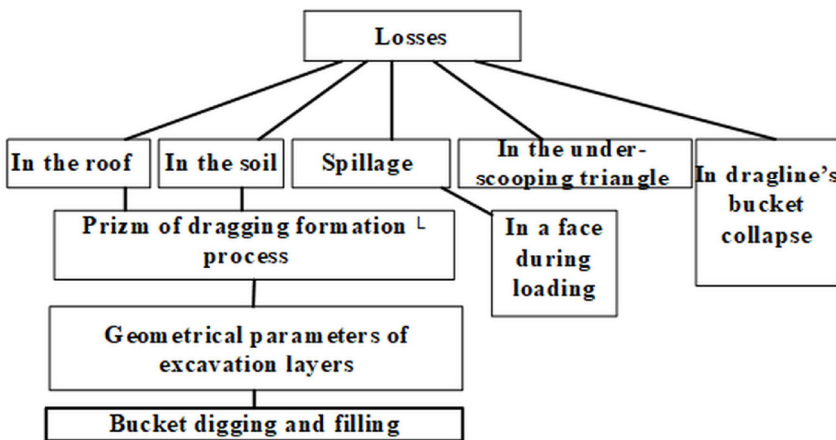 Losses
In the roof
In the soil
Spillage
In the under-
scooping triangle
In dragline's
bucket
collapse
Prizm of dragging formation └
process
In a face
during
loading
Geometrical parameters of
excavation layers
Bucket digging and filling